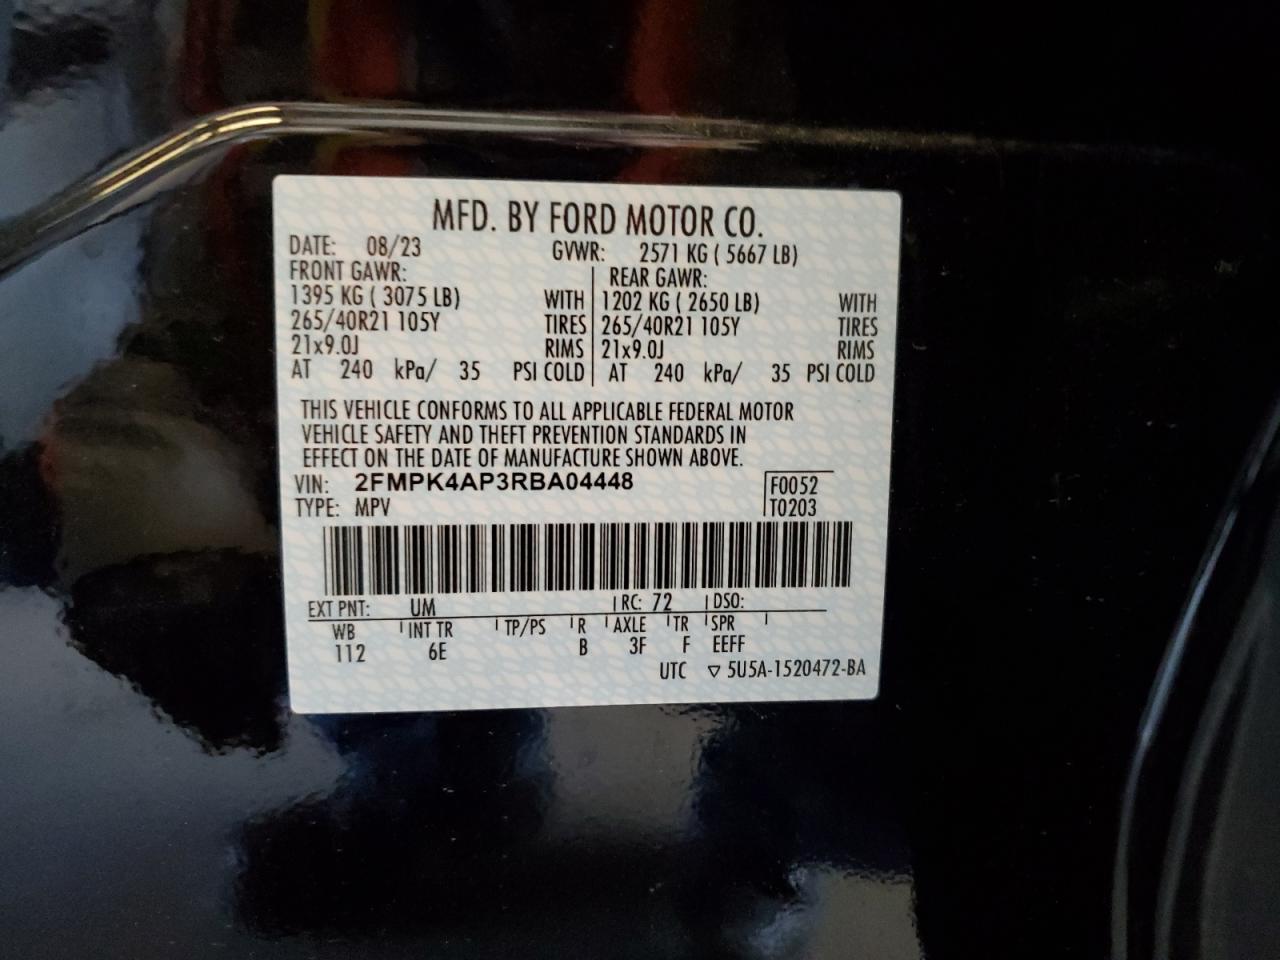 MFD. BY FORD MOTOR CO.
DATE: 08/23 GVWR: 2571 KG ( 5667 LB)
FRONT GAWR: REAR GAWR:
1395 KG ( 3075 LB) WITH 1202 KG ( 2650 LB) WITH
265/40R21 105Y TIRES 265/40R21 105Y TIRES
21x9.0J RIMS 21x9.0J RIMS
AT 240 kPa/ 35 PSI COLD AT 240 kPa/ 35 PSI COLD
THIS VEHICLE CONFORMS TO ALL APPLICABLE FEDERAL MOTOR
VEHICLE SAFETY AND THEFT PREVENTION STANDARDS IN
EFFECT ON THE DATE OF MANUFACTURE SHOWN ABOVE.
VIN: 2FMPK4AP3RBA04448 F0052
TYPE: MPV T0203
EXT PNT: UM RC: 72 DSO:
WB INT TR TP/PS R AXLE TR SPR
112 6E B 3F F EEFF
UTC ▽ 5U5A-1520472-BA